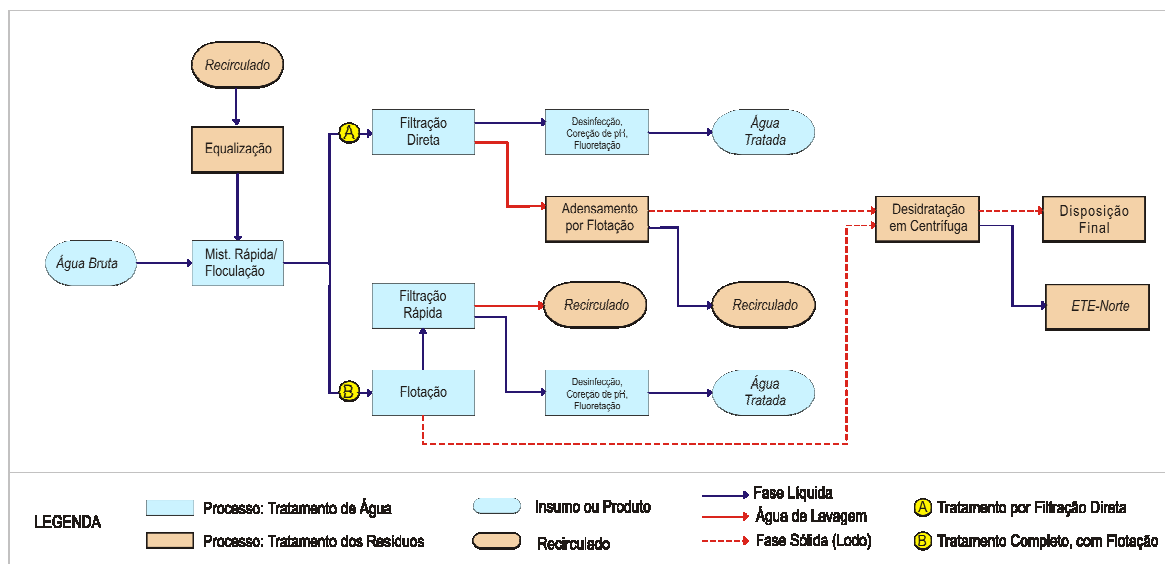 Recirculado
Equalização
Água Bruta
Mist. Rápida/
Floculação
A
Filtração
Direta
Desinfecção,
Coreção de pH,
Fluoretação
Água
Tratada
Adensamento
por Flotação
Desidratação
em Centrífuga
Disposição
Final
Filtração
Rápida
Recirculado
Recirculado
ETE-Norte
B
Flotação
Desinfecção,
Coreção de pH,
Fluoretação
Água
Tratada
LEGENDA
Processo: Tratamento de Água
Processo: Tratamento dos Resíduos
Insumo ou Produto
Recirculado
Fase Líquida
Água de Lavagem
Fase Sólida (Lodo)
A Tratamento por Filtração Direta
B Tratamento Completo, com Flotação